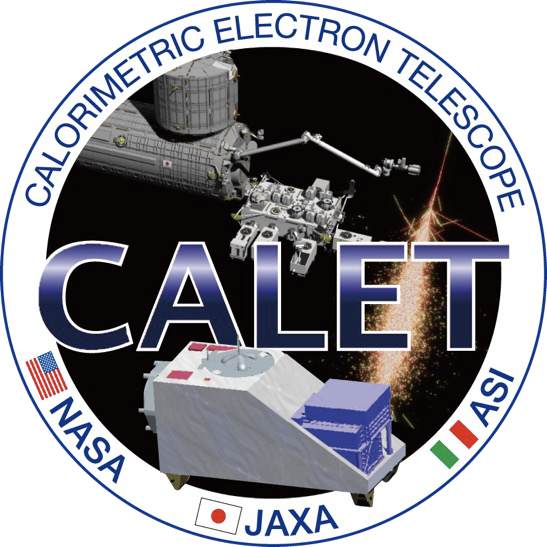 CALORIMETRIC ELECTRON TELESCOPE
CALET
NASA
JAXA
ASI